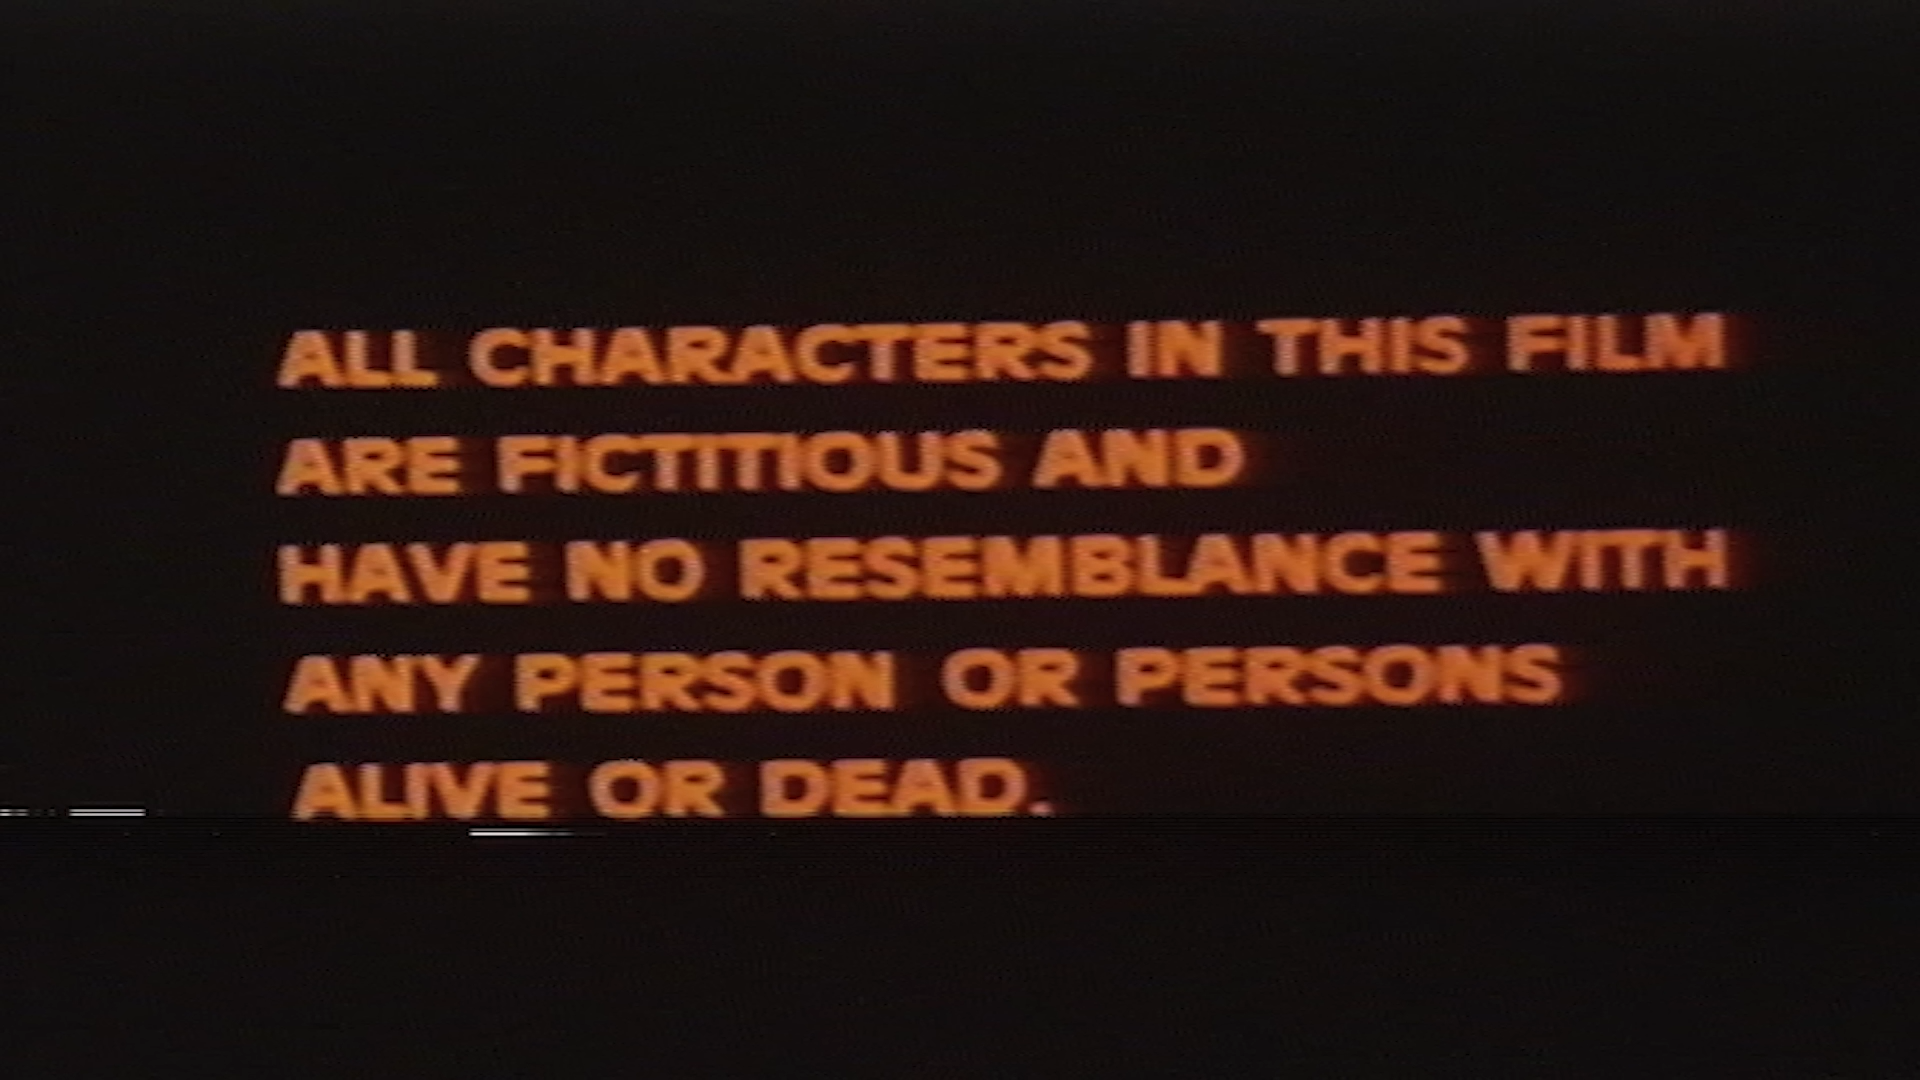 ALL CHARACTERS IN THIS FILM
ARE FICTITIOUS AND
HAVE NO RESEMBLANCE WITH
ANY PERSON OR PERSONS
ALIVE OR DEAD.